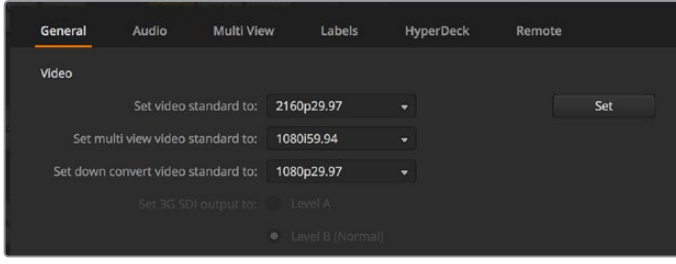 General Audio Multi View Labels HyperDeck Remote
Video
Set video standard to: 2160p29.97 Set
Set multi view video standard to: 1080i59.94
Set down convert video standard to: 1080p29.97
Set 3G SDI output to: Level A
Level B (Normal)